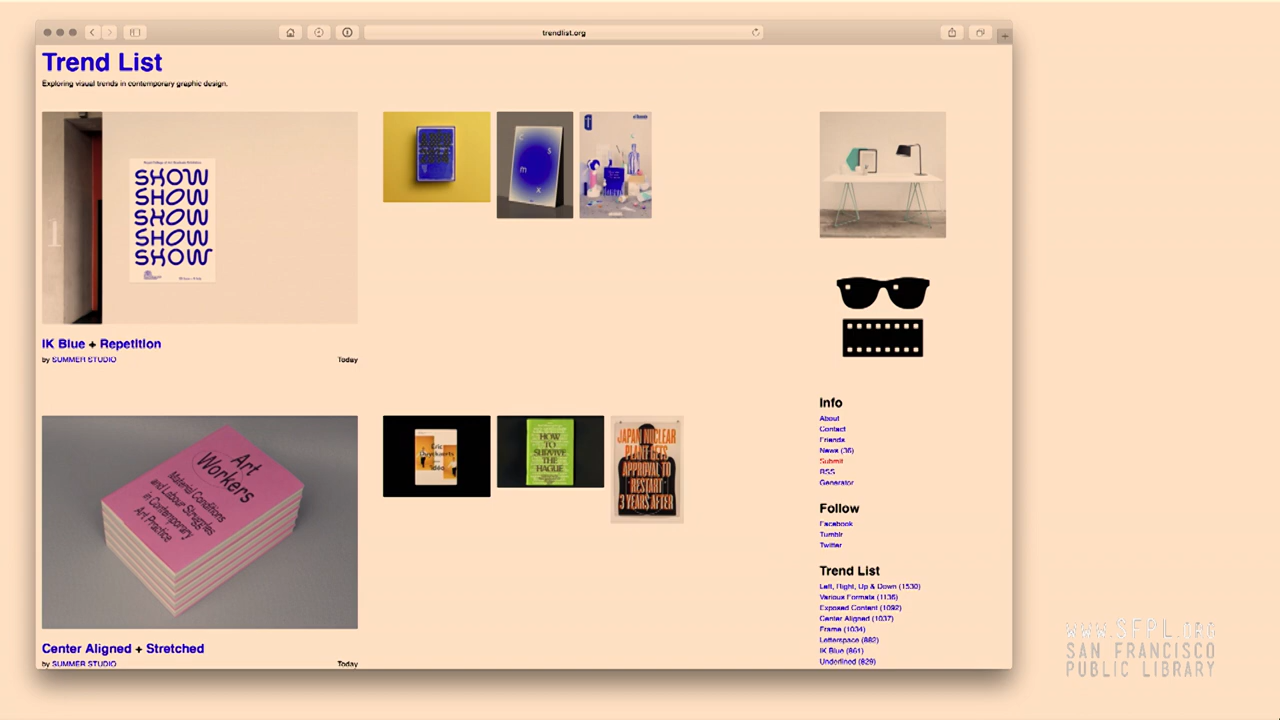 trendlist.org
Trend List
Exploring visual trends in contemporary graphic design.
SHOW
SHOW
SHOW
SHOW
SHOW
1
C
S
m
x
IK Blue + Repetition
by SUMMER STUDIO
Today
Art
Workers
Material Conditions
and Labour Struggles
in Contemporary
Art Practice
HOW
TO
SURVIVE
THE
HAGUE
JAPAN NUCLEAR
PLANT GETS
APPROVAL TO
RESTART
3 YEARS AFTER
Center Aligned + Stretched
by SUMMER STUDIO
Today
Info
About
Contact
Friends
News (36)
Submit
RSS
Generator
Follow
Facebook
Tumblr
Twitter
Trend List
Left, Right, Up & Down (1530)
Various Formats (1136)
Exposed Content (1092)
Center Aligned (1037)
Frame (1034)
Letterspace (882)
IK Blue (861)
Underlined (829)
www.SFPL.org
SAN FRANCISCO
PUBLIC LIBRARY